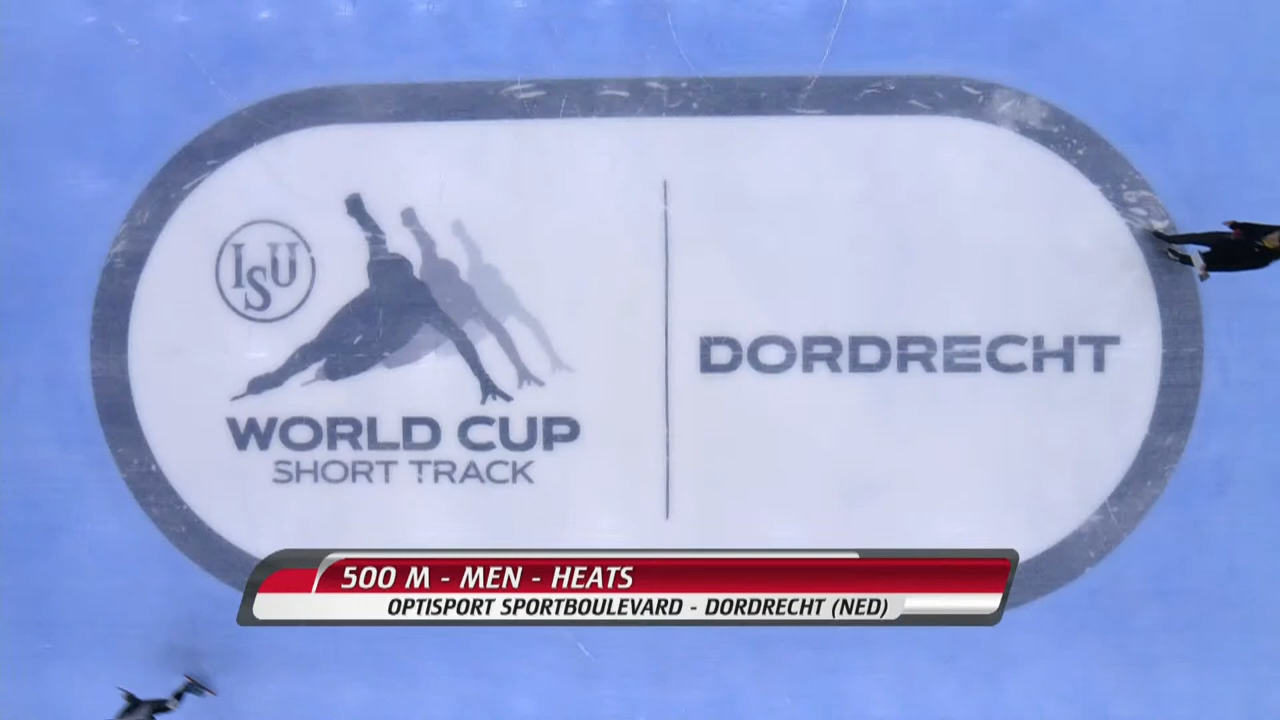 ISU
WORLD CUP
SHORT TRACK
DORDRECHT
500 M - MEN - HEATS
OPTISPORT SPORTBOULEVARD - DORDRECHT (NED)